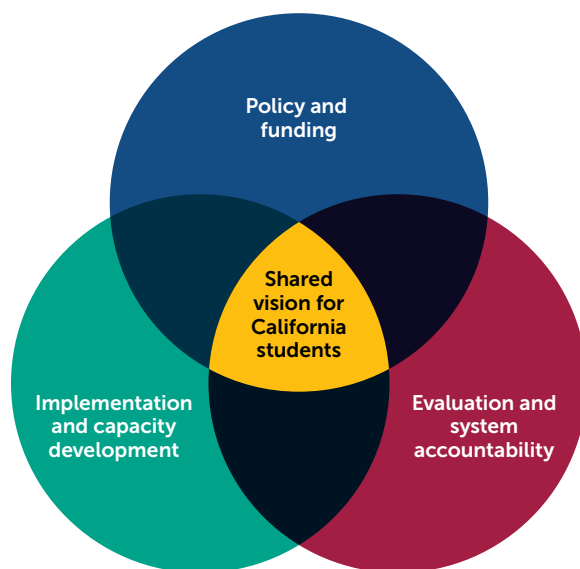 Policy and
funding
Shared
vision for
California
students
Implementation
and capacity
development
Evaluation and
system
accountability